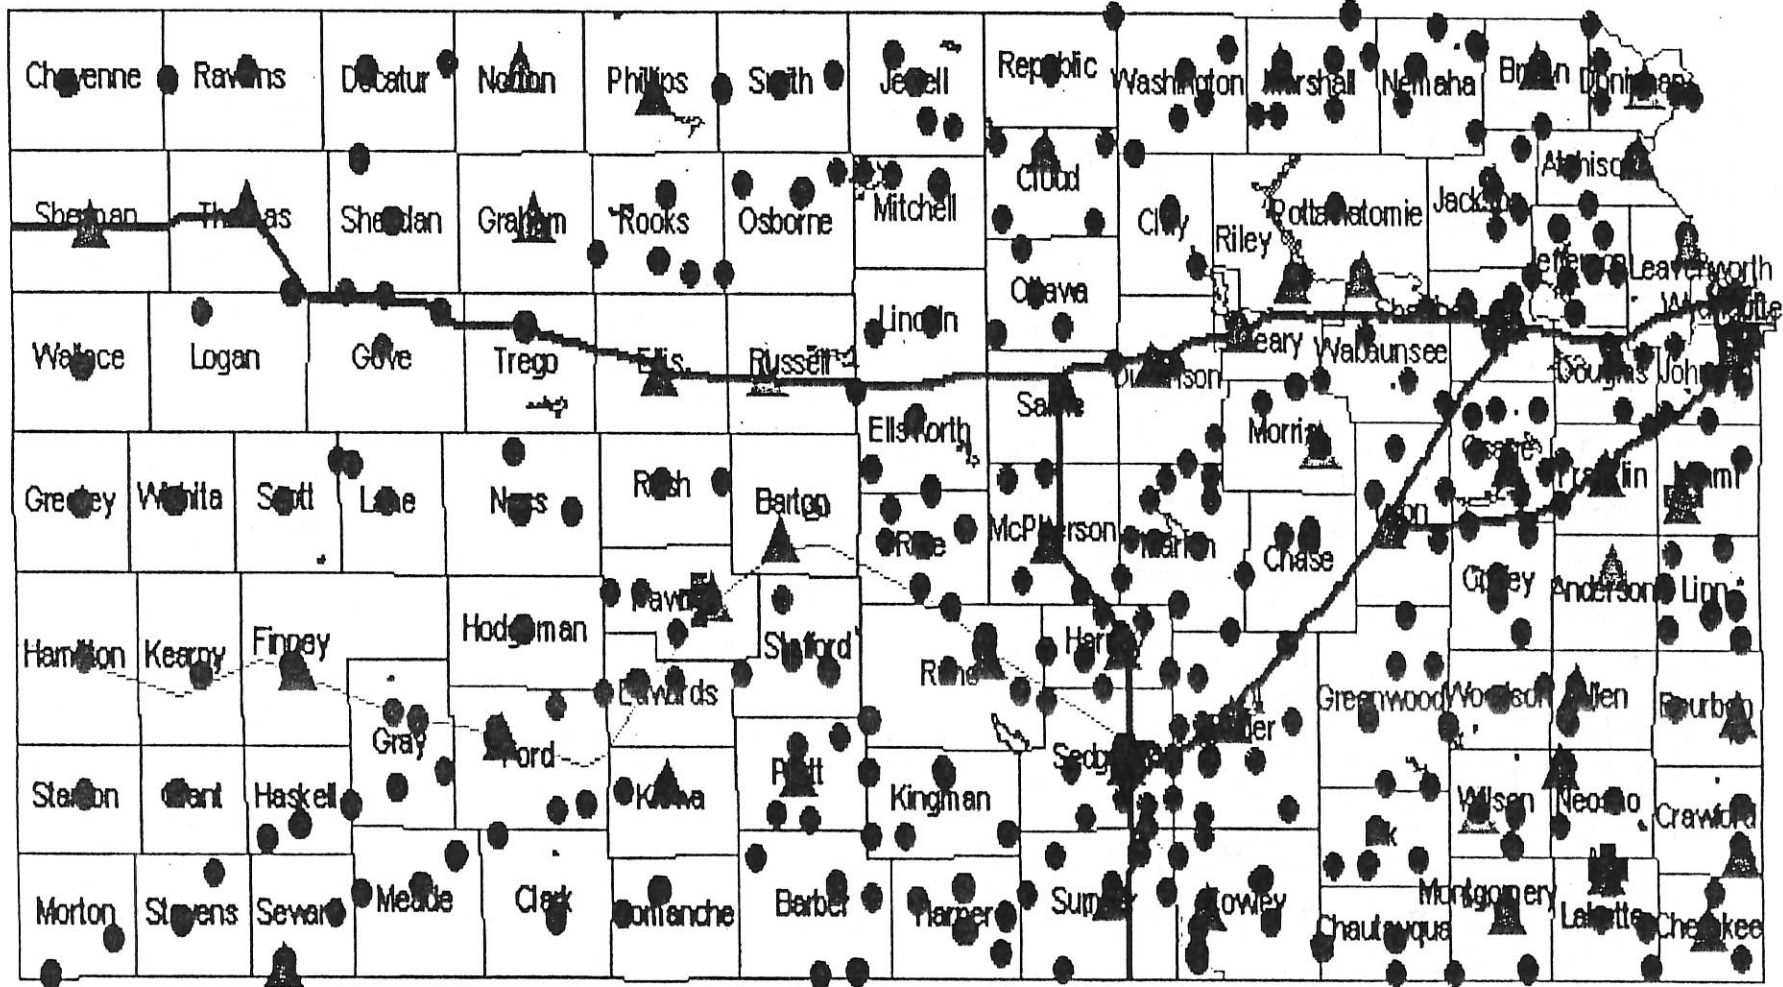 Cheyenne
Rawlins
Decatur
Norton
Phillips
Smith
Jewell
Republic
Washington
Marshall
Nemaha
Brown
Doniphan
Sherman
Thomas
Sheridan
Graham
Rooks
Osborne
Mitchell
Cloud
Clay
Riley
Pottawatomie
Jackson
Atchison
Jefferson
Leavenworth
Wyandotte
Wallace
Logan
Gove
Trego
Ellis
Russell
Lincoln
Ottawa
Saline
Dickinson
Geary
Wabaunsee
Shawnee
Douglas
Johnson
Greeley
Wichita
Scott
Lane
Ness
Rush
Barton
Ellsworth
Rice
McPherson
Marion
Morris
Chase
Lyon
Osage
Franklin
Miami
Hamilton
Kearny
Finney
Hodgeman
Pawnee
Stafford
Reno
Harvey
Greenwood
Coffey
Anderson
Linn
Gray
Ford
Edwards
Sedgwick
Butler
Woodson
Allen
Bourbon
Stanton
Grant
Haskell
Kiowa
Pratt
Kingman
Elk
Wilson
Neosho
Crawford
Morton
Stevens
Seward
Meade
Clark
Comanche
Barber
Harper
Sumner
Cowley
Chautauqua
Montgomery
Labette
Cherokee